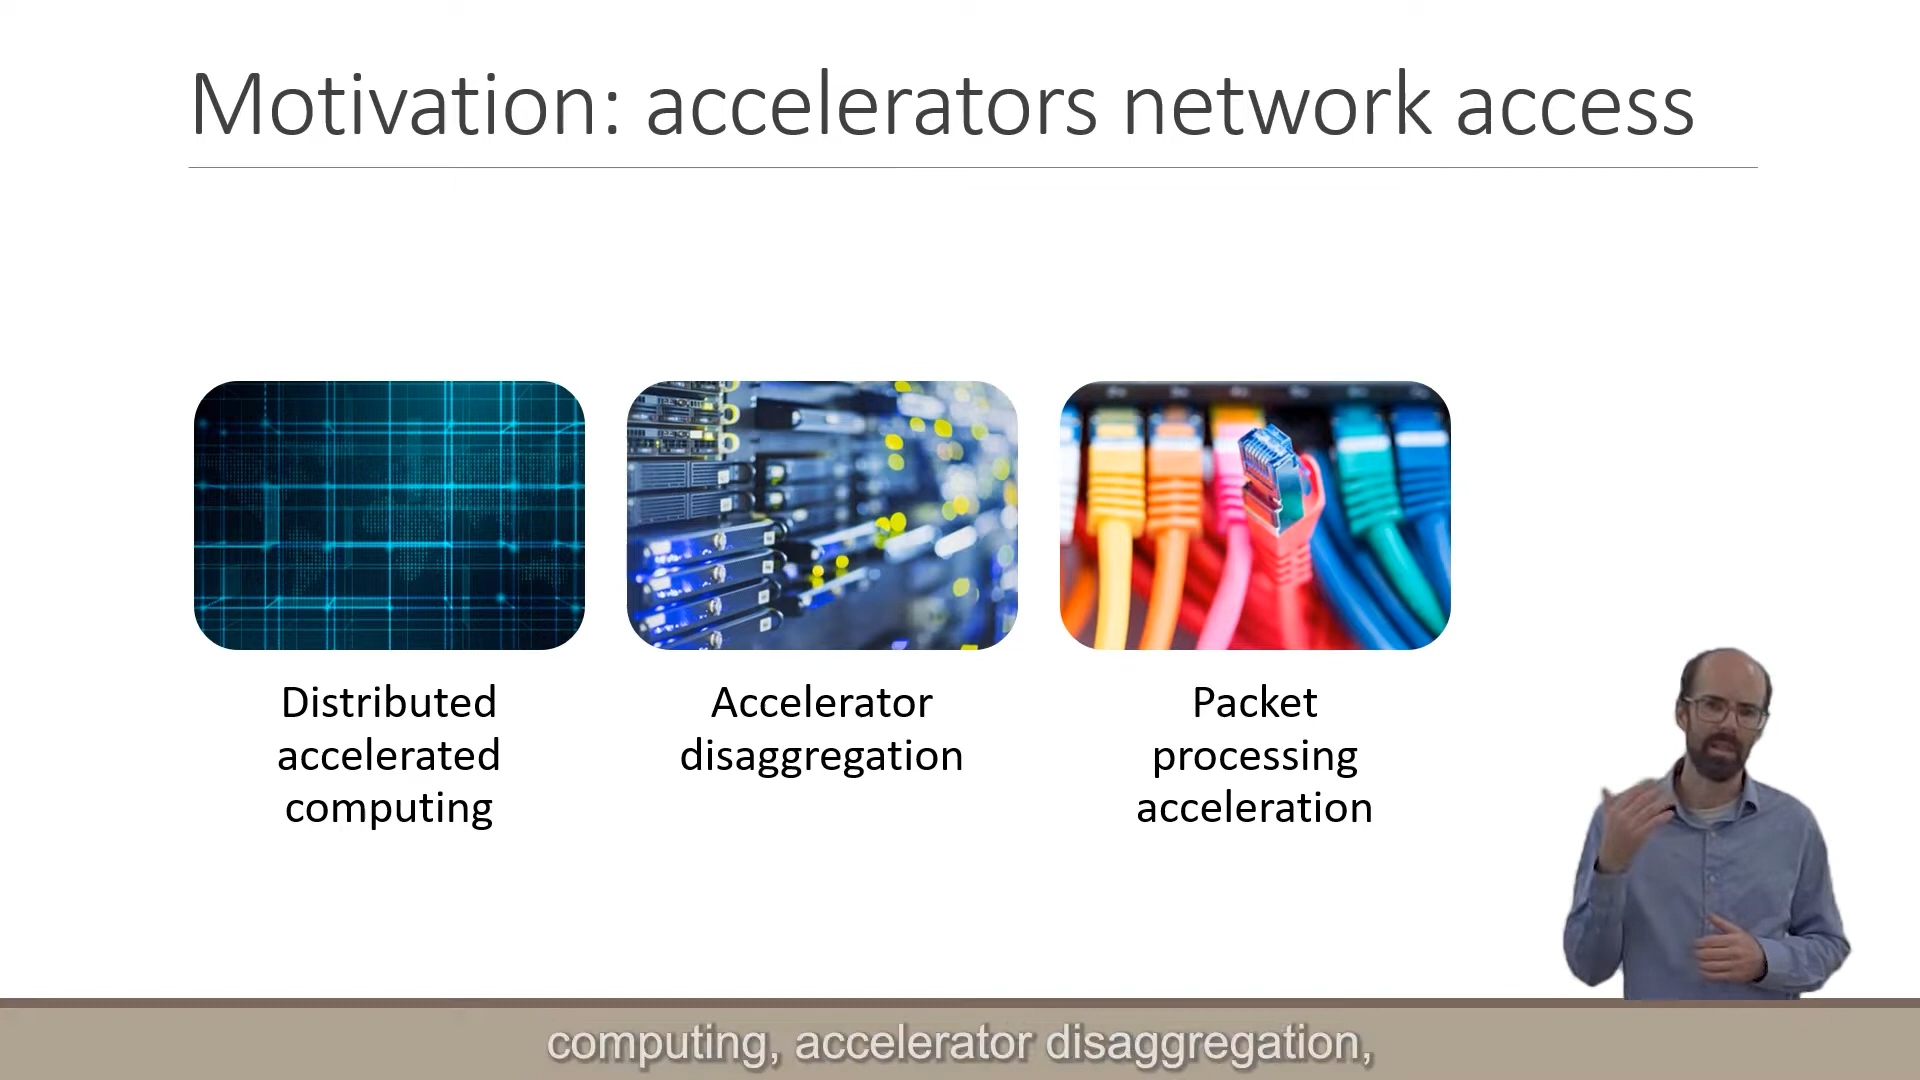 Motivation: accelerators network access
Distributed
accelerated
computing
Accelerator
disaggregation
Packet
processing
acceleration
computing, accelerator disaggregation,